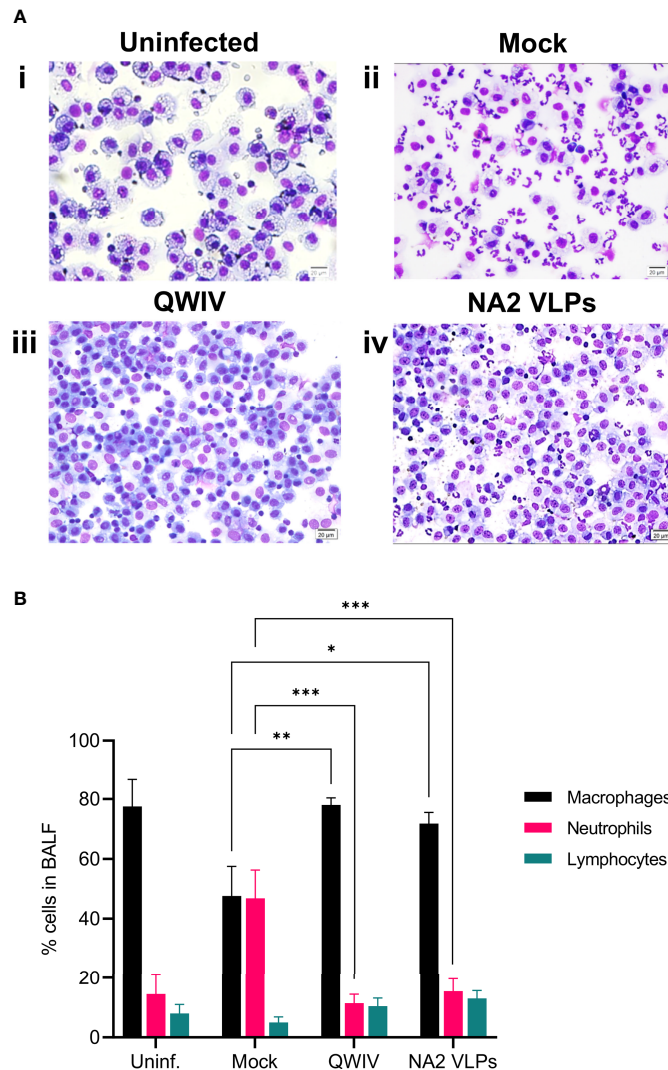 A
Uninfected
Mock
i
ii
20 µm
20 µm
QWIV
NA2 VLPs
iii
iv
20 µm
20 µm
B
***
*
***
**
100
80
60
40
20
0
% cells in BALF
Macrophages
Neutrophils
Lymphocytes
Uninf.
Mock
QWIV
NA2 VLPs